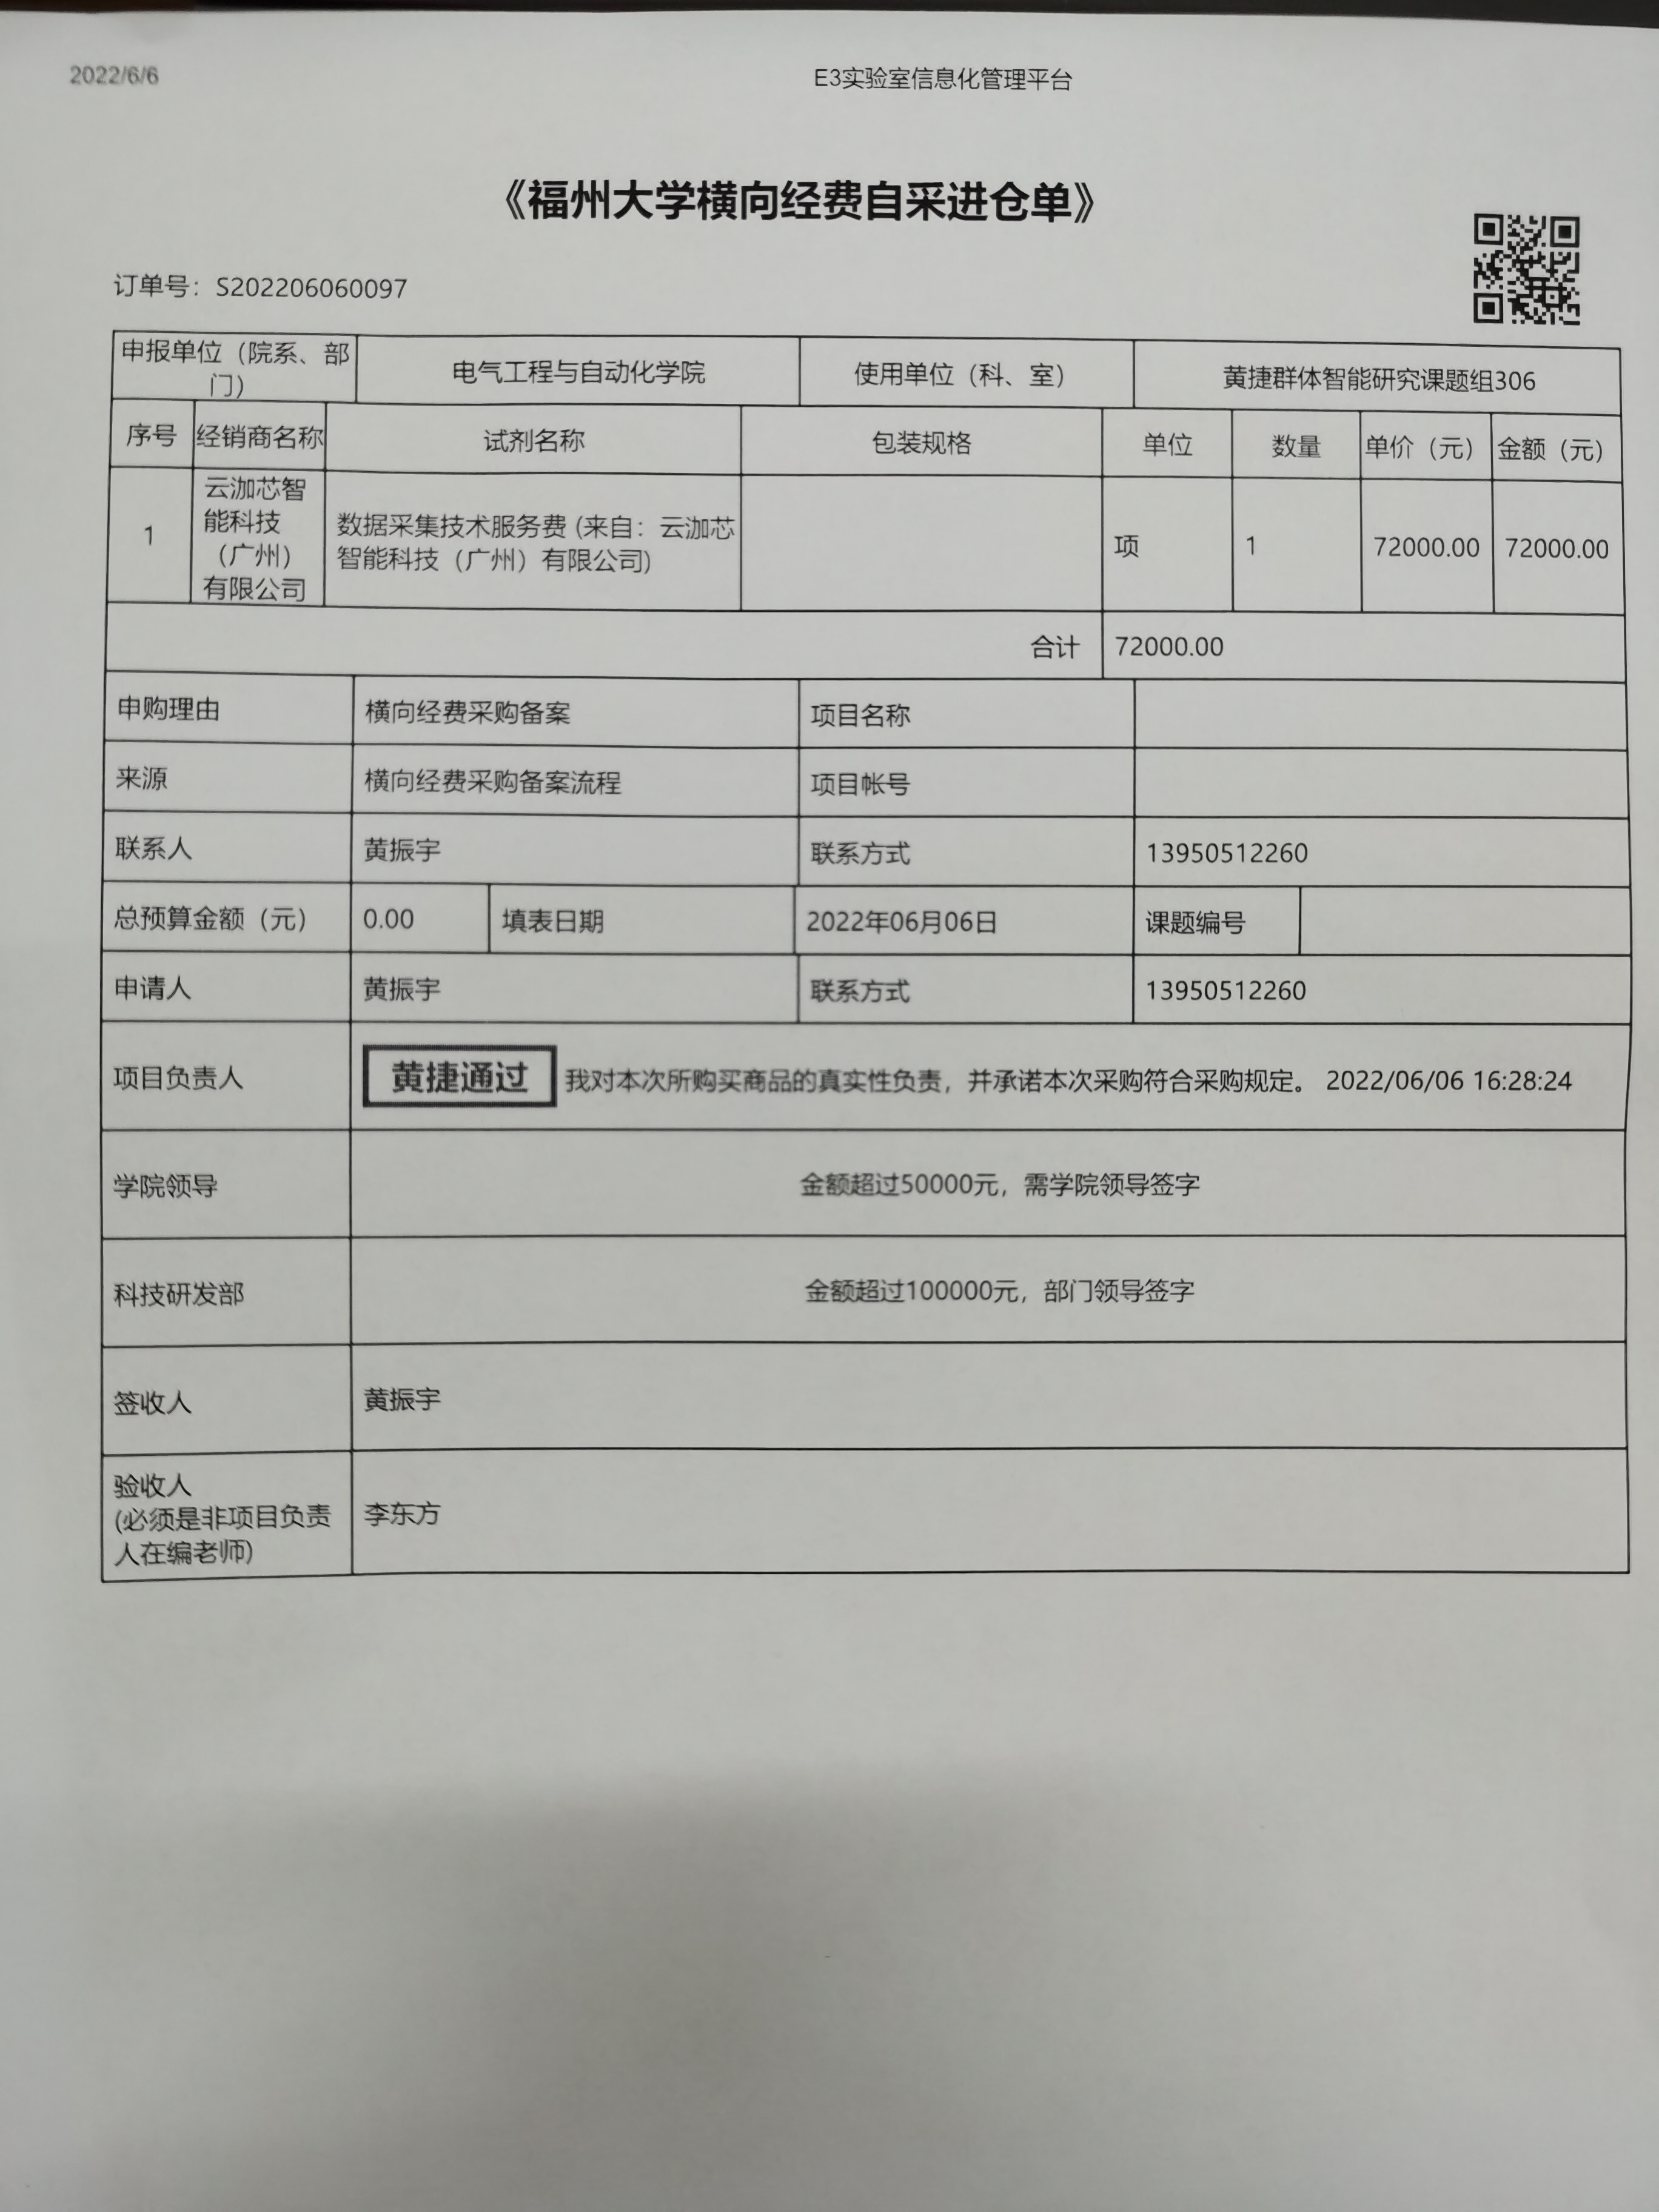 2022/6/6
E3实验室信息化管理平台
《福州大学横向经费自采进仓单》
订单号：S202206060097
申报单位（院系、部
门）
电气工程与自动化学院
使用单位（科、室）
黄捷群体智能研究课题组306
序号
经销商名称
试剂名称
包装规格
单位
数量
单价（元）
金额（元）
1
云泇芯智
能科技
（广州）
有限公司
数据采集技术服务费 (来自：云泇芯
智能科技（广州）有限公司)
项
1
72000.00
72000.00
合计
72000.00
申购理由
横向经费采购备案
项目名称
来源
横向经费采购备案流程
项目帐号
联系人
黄振宇
联系方式
13950512260
总预算金额（元）
0.00
填表日期
2022年06月06日
课题编号
申请人
黄振宇
联系方式
13950512260
项目负责人
黄捷通过
我对本次所购买商品的真实性负责，并承诺本次采购符合采购规定。 2022/06/06 16:28:24
学院领导
金额超过50000元，需学院领导签字
科技研发部
金额超过100000元，部门领导签字
签收人
黄振宇
验收人
(必须是非项目负责
人在编老师)
李东方